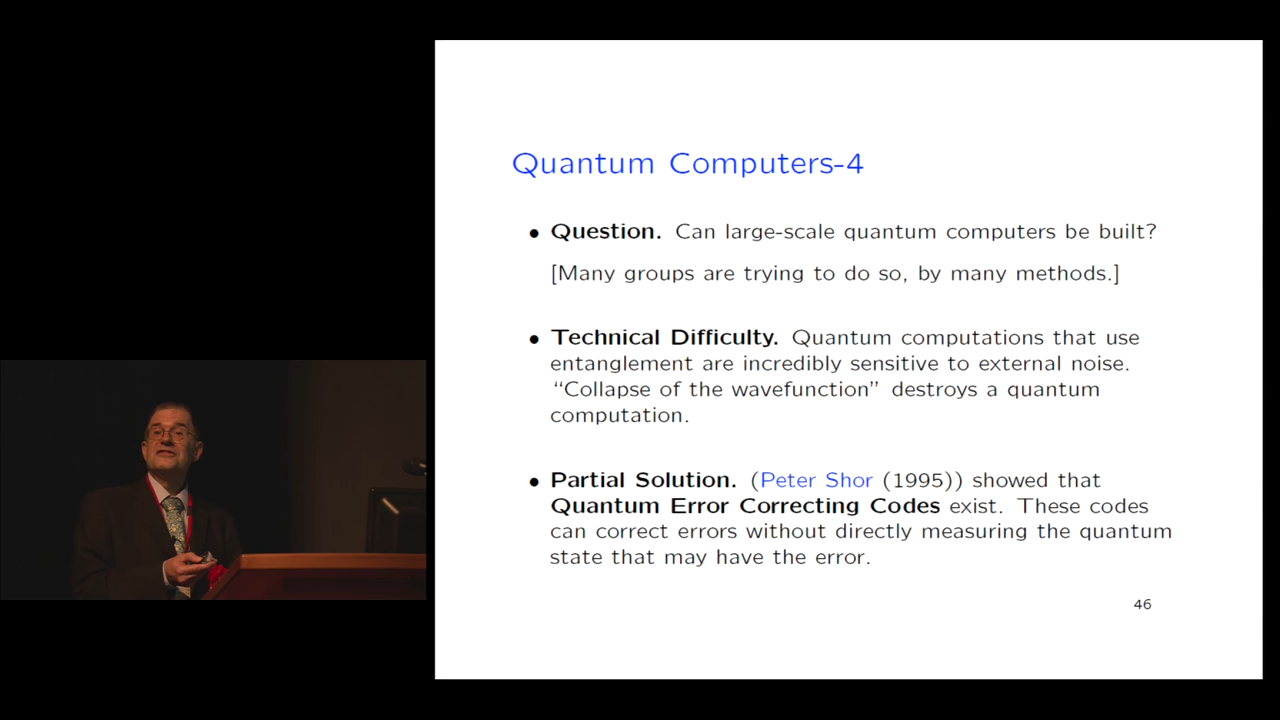 Quantum Computers-4
• Question. Can large-scale quantum computers be built?
[Many groups are trying to do so, by many methods.]
• Technical Difficulty. Quantum computations that use
entanglement are incredibly sensitive to external noise.
“Collapse of the wavefunction” destroys a quantum
computation.
• Partial Solution. (Peter Shor (1995)) showed that
Quantum Error Correcting Codes exist. These codes
can correct errors without directly measuring the quantum
state that may have the error.
46